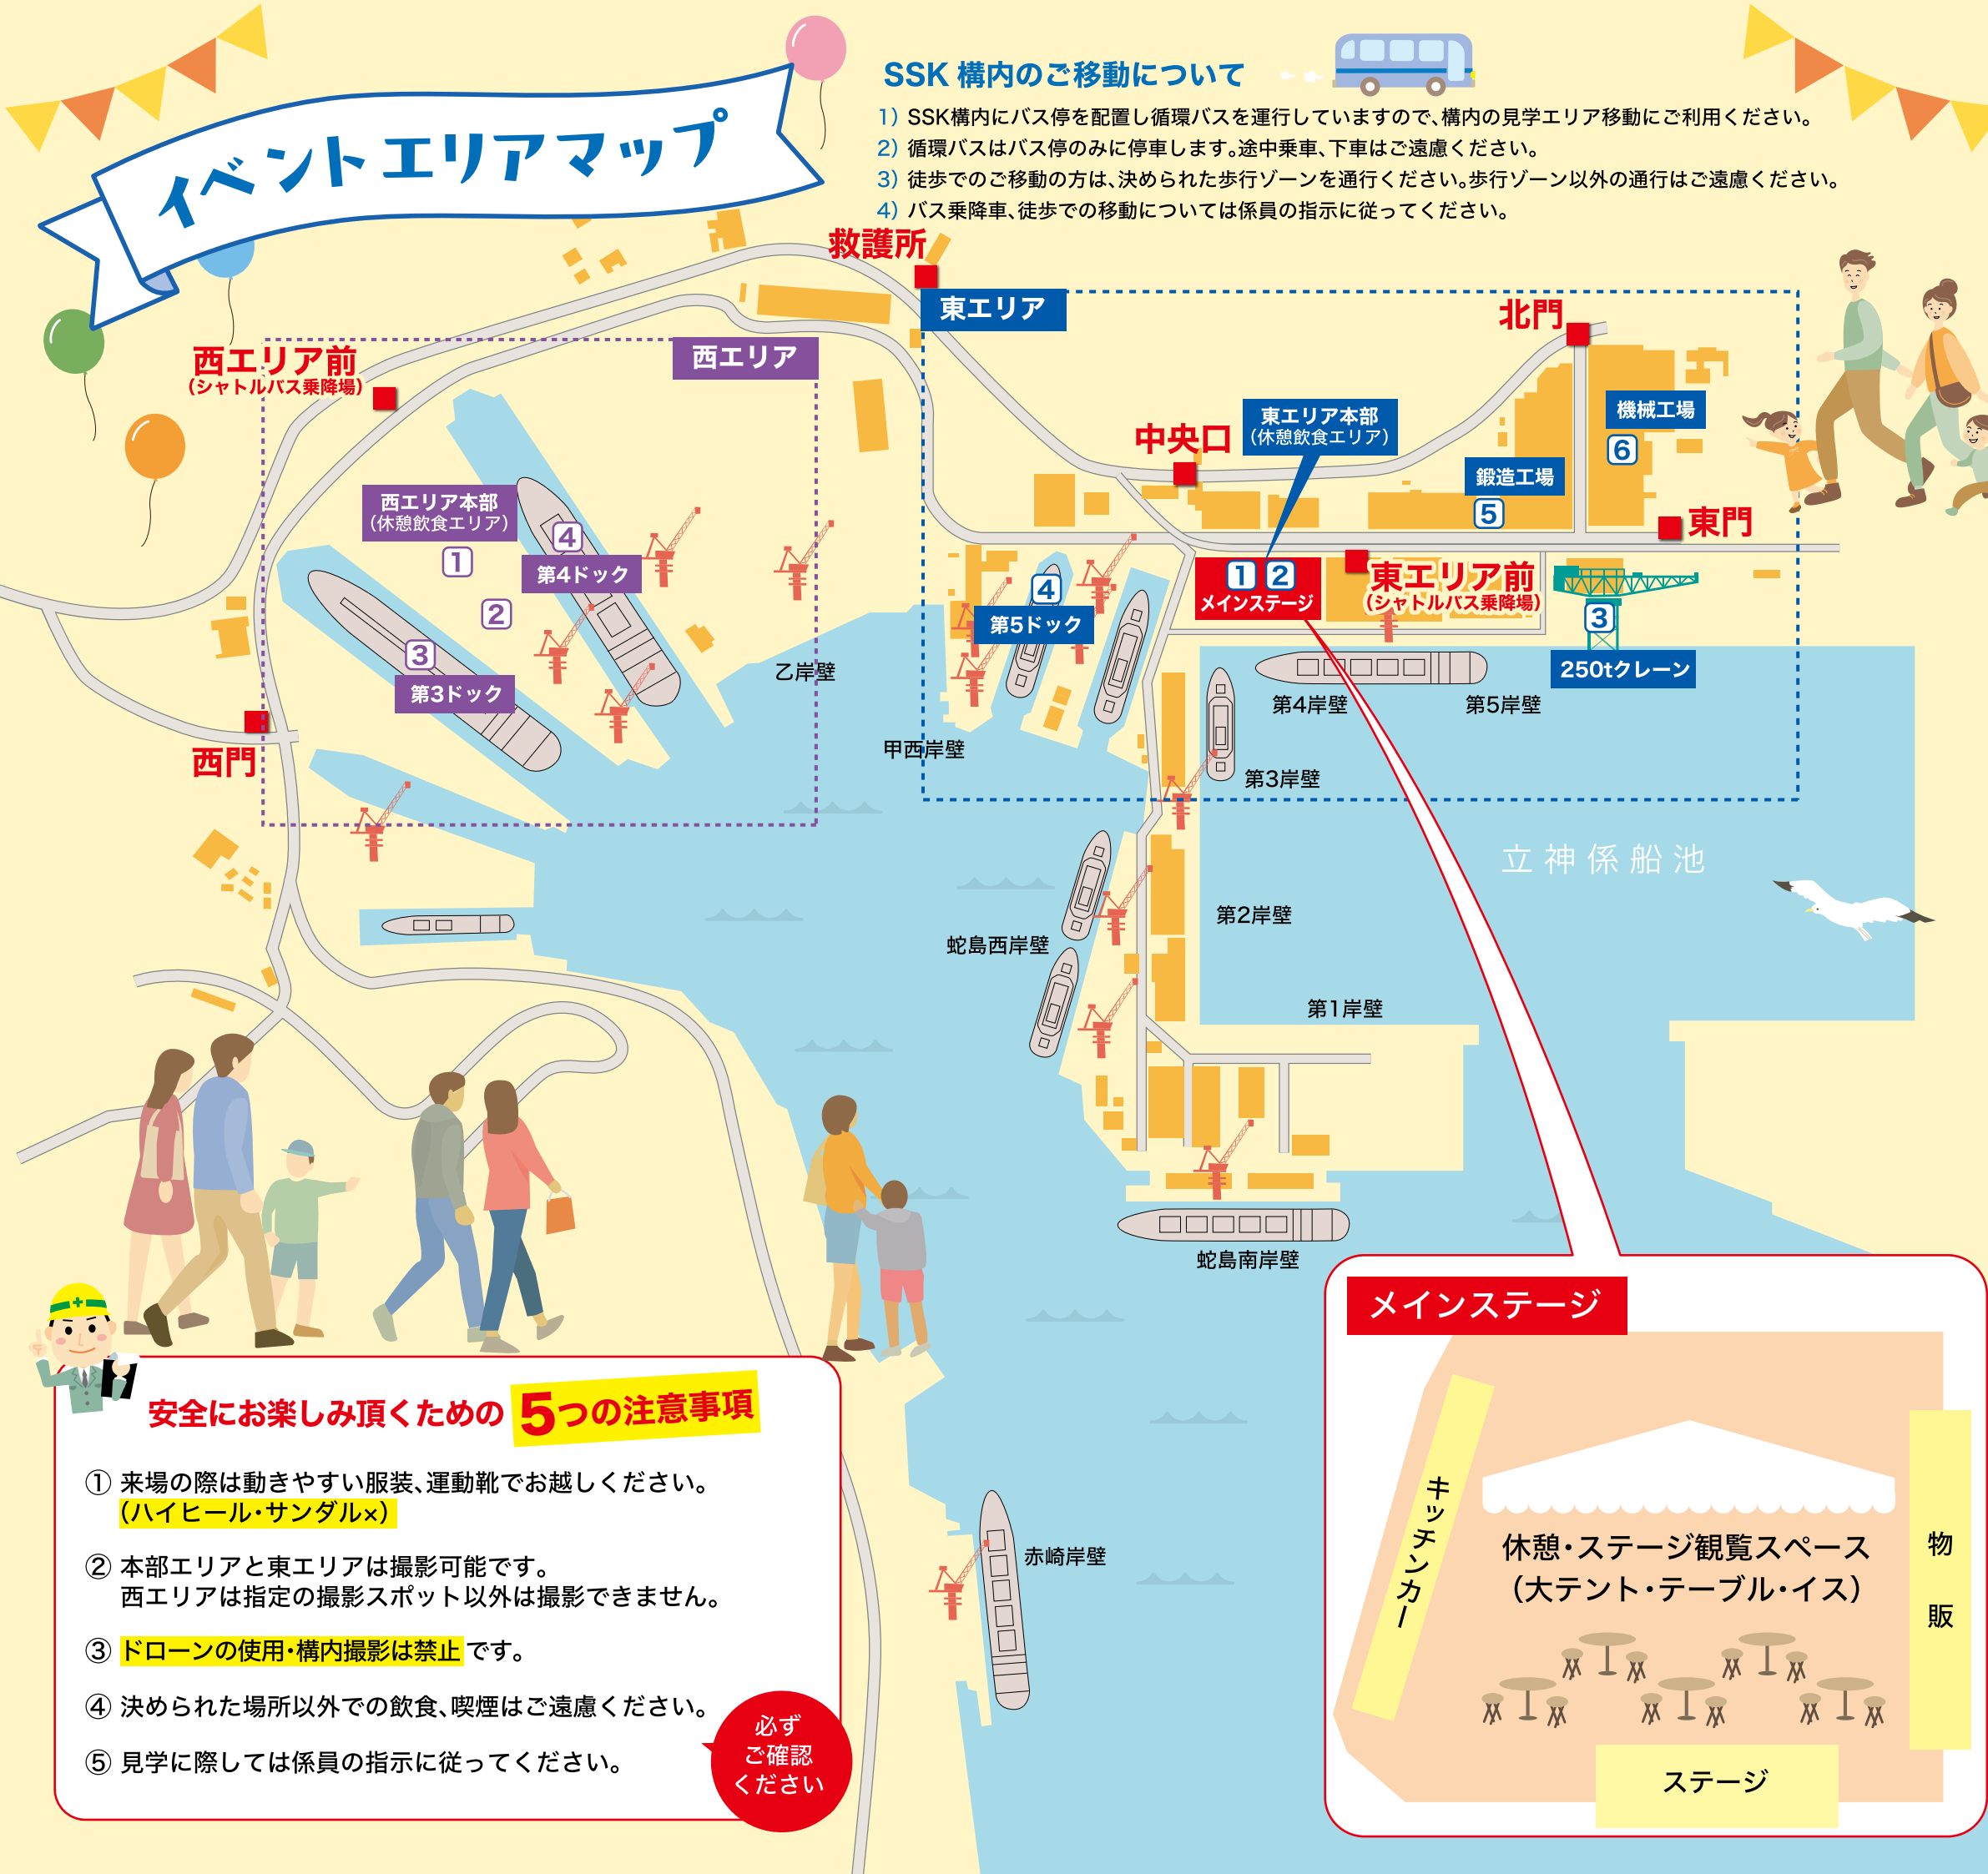 イベントエリアマップ
SSK 構内のご移動について
1）SSK構内にバス停を配置し循環バスを運行していますので、構内の見学エリア移動にご利用ください。
2）循環バスはバス停のみに停車します。途中乗車、下車はご遠慮ください。
3）徒歩でのご移動の方は、決められた歩行ゾーンを通行ください。歩行ゾーン以外の通行はご遠慮ください。
4）バス乗降車、徒歩での移動については係員の指示に従ってください。
救護所
東エリア
北門
西エリア前
（シャトルバス乗降場）
西エリア
機械工場
6
東エリア本部
（休憩飲食エリア）
中央口
鍛造工場
5
西エリア本部
（休憩飲食エリア）
1
4
第4ドック
東門
2
3
第3ドック
4
第5ドック
1 2
メインステージ
東エリア前
（シャトルバス乗降場）
3
250tクレーン
乙岸壁
第4岸壁
第5岸壁
西門
甲西岸壁
第3岸壁
立神係船池
第2岸壁
蛇島西岸壁
第1岸壁
蛇島南岸壁
赤崎岸壁
メインステージ
キッチンカー
休憩・ステージ観覧スペース
（大テント・テーブル・イス）
物販
ステージ
安全にお楽しみ頂くための 5つの注意事項
① 来場の際は動きやすい服装、運動靴でお越しください。
（ハイヒール・サンダル×）
② 本部エリアと東エリアは撮影可能です。
西エリアは指定の撮影スポット以外は撮影できません。
③ ドローンの使用・構内撮影は禁止です。
④ 決められた場所以外での飲食、喫煙はご遠慮ください。
⑤ 見学に際しては係員の指示に従ってください。
必ず
ご確認
ください